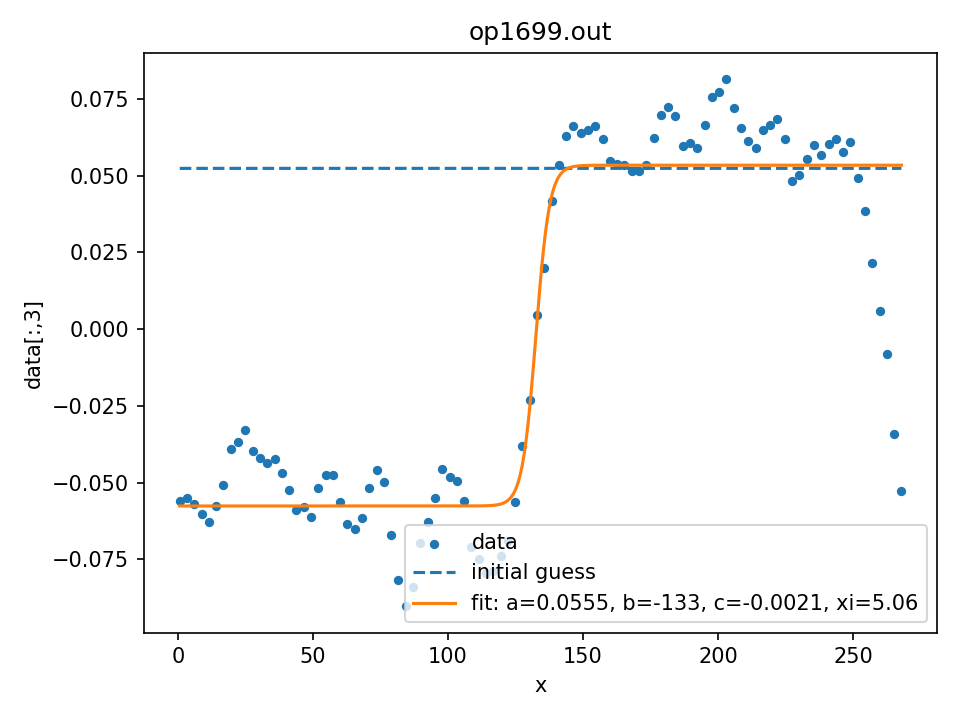 op1699.out
0.075
0.050
0.025
0.000
−0.025
−0.050
−0.075
data[:,3]
data
initial guess
fit: a=0.0555, b=-133, c=-0.0021, xi=5.06
0 50 100 150 200 250
x